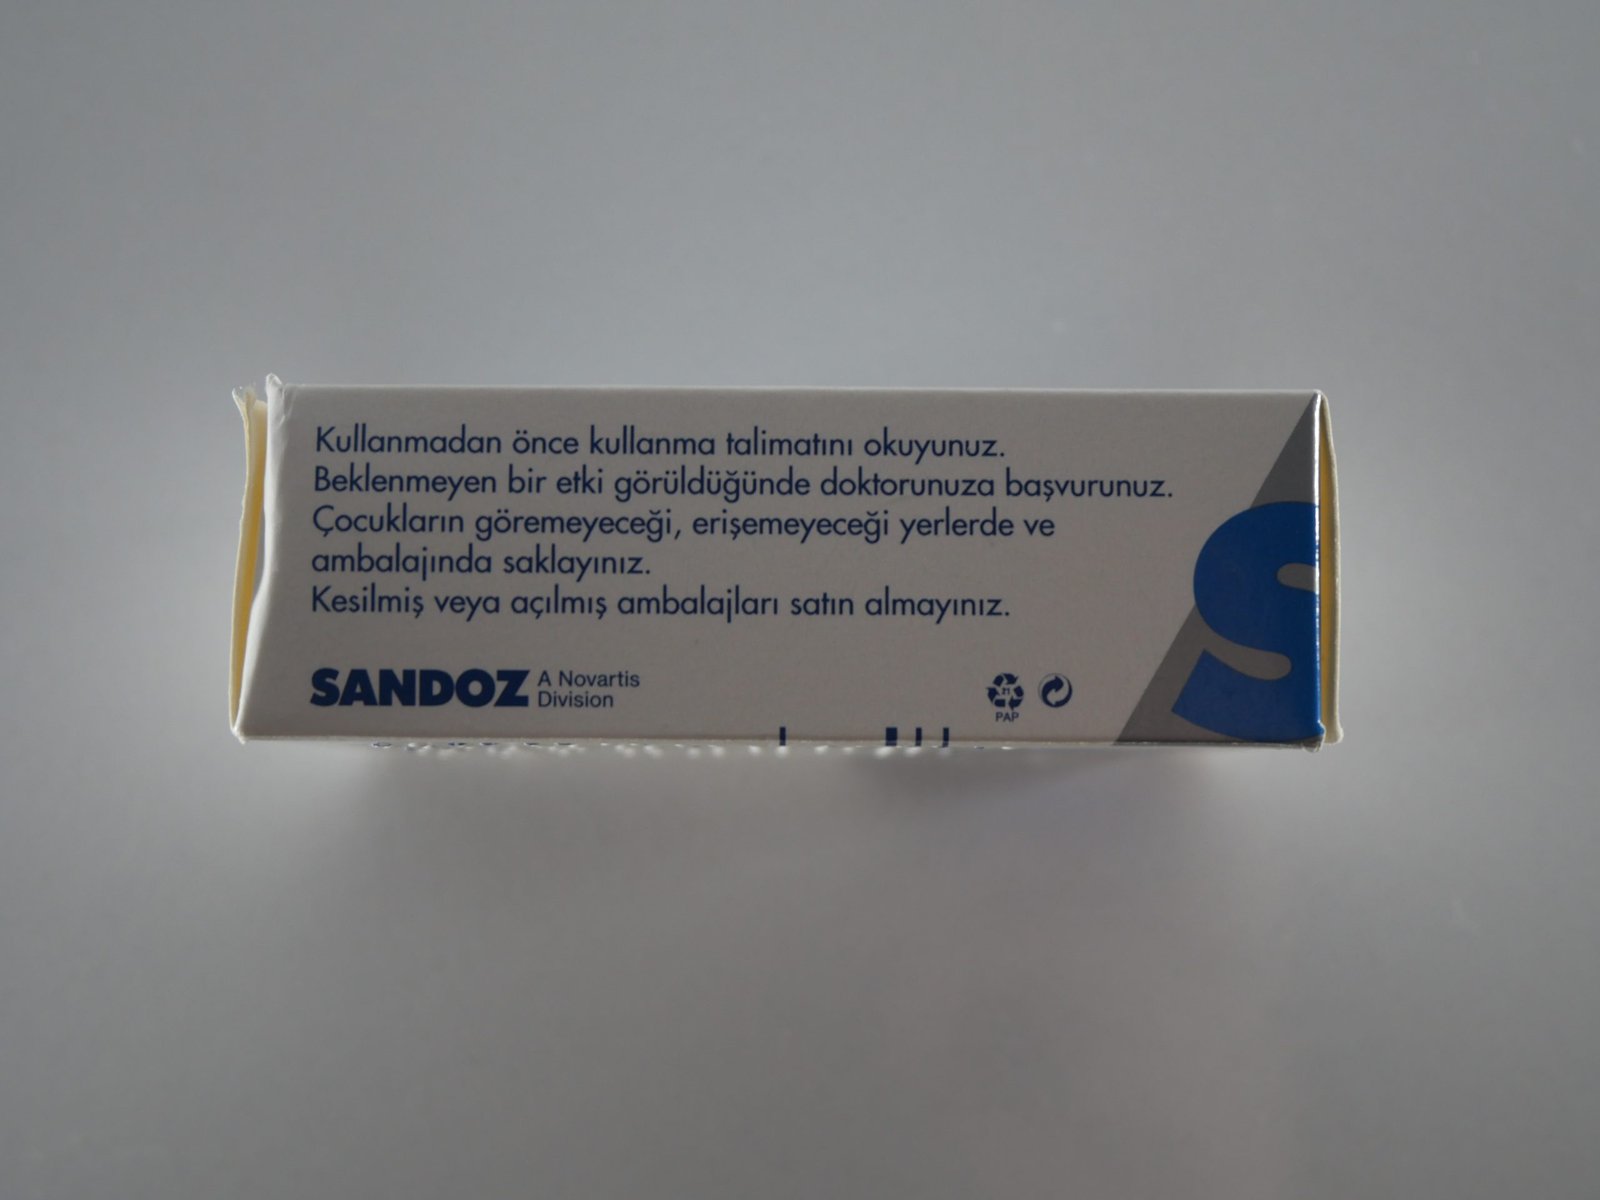 Kullanmadan önce kullanma talimatını okuyunuz.
Beklenmeyen bir etki görüldüğünde doktorunuza başvurunuz.
Çocukların göremeyeceği, erişemeyeceği yerlerde ve
ambalajında saklayınız.
Kesilmiş veya açılmış ambalajları satın almayınız.
SANDOZ A Novartis
Division
21
PAP
S